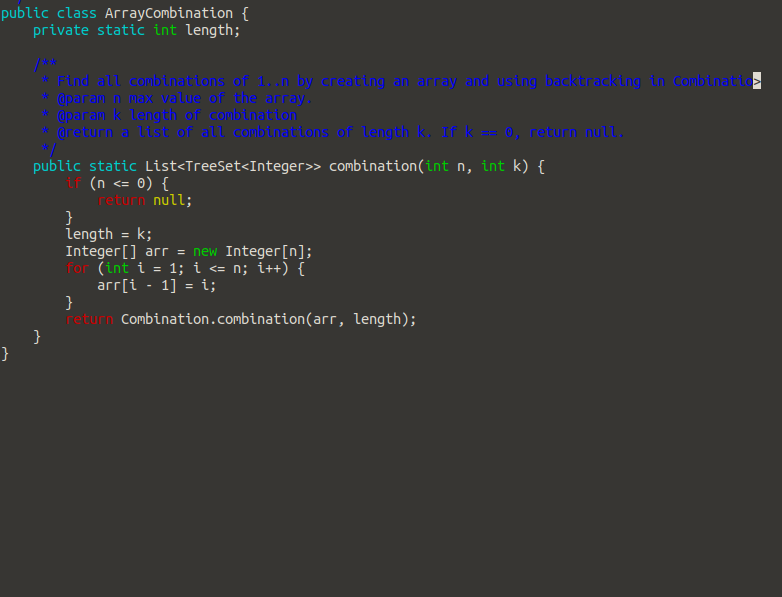 public class ArrayCombination {
    private static int length;

    /**
     * Find all combinations of 1..n by creating an array and using backtracking in Combinatio>
     * @param n max value of the array.
     * @param k length of combination
     * @return a list of all combinations of length k. If k == 0, return null.
     */
    public static List<TreeSet<Integer>> combination(int n, int k) {
        if (n <= 0) {
            return null;
        }
        length = k;
        Integer[] arr = new Integer[n];
        for (int i = 1; i <= n; i++) {
            arr[i - 1] = i;
        }
        return Combination.combination(arr, length);
    }
}